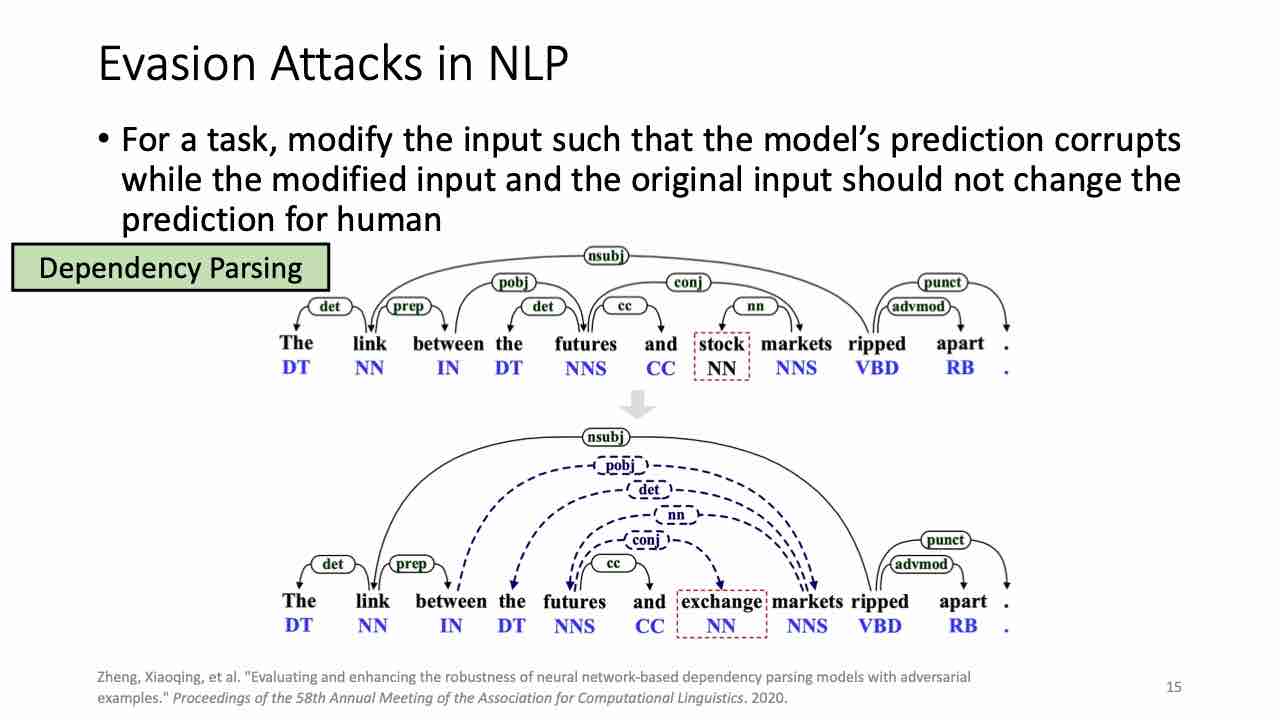 Evasion Attacks in NLP
• For a task, modify the input such that the model's prediction corrupts
while the modified input and the original input should not change the
prediction for human
Dependency Parsing
nsubj
pobj conj punct
det prep det cc nn advmod
The link between the futures and stock markets ripped apart .
DT NN IN DT NNS CC NN NNS VBD RB .
nsubj
pobj
det
nn
conj punct
det prep cc advmod
The link between the futures and exchange markets ripped apart .
DT NN IN DT NNS CC NN NNS VBD RB .
Zheng, Xiaoqing, et al. "Evaluating and enhancing the robustness of neural network-based dependency parsing models with adversarial
examples." Proceedings of the 58th Annual Meeting of the Association for Computational Linguistics. 2020.
15